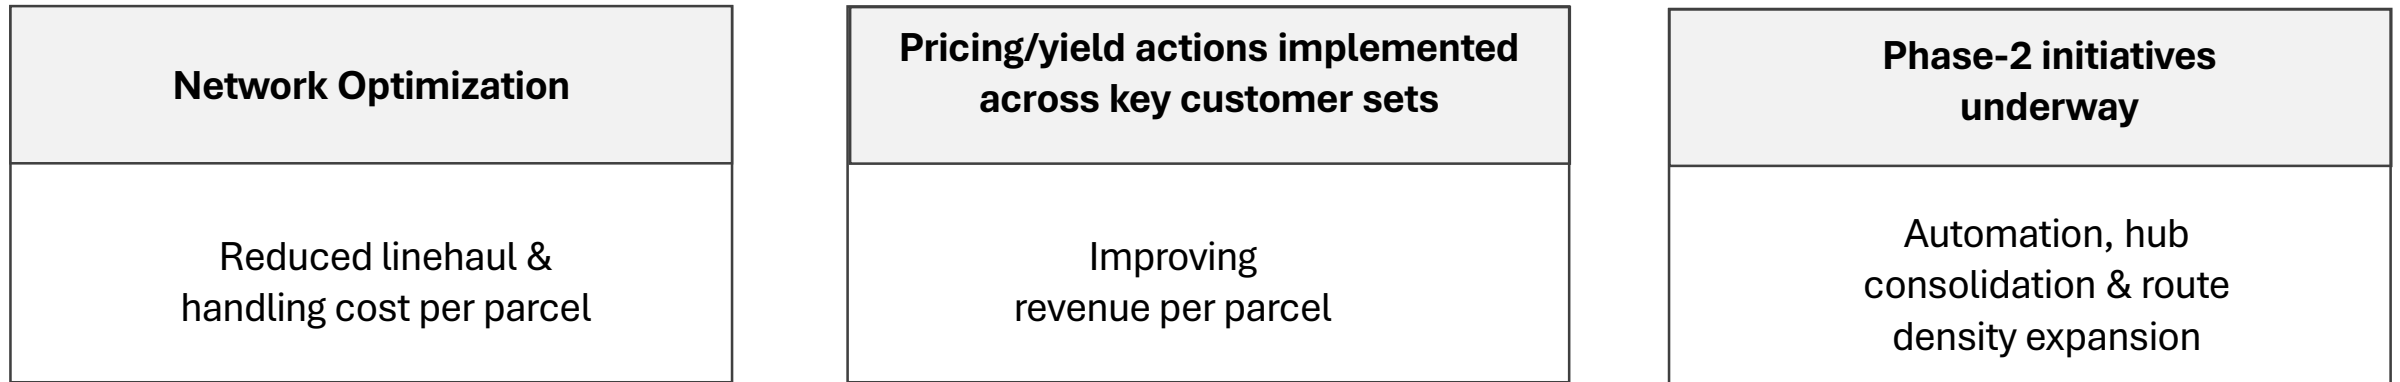 Network Optimization
Reduced linehaul &
handling cost per parcel
Pricing/yield actions implemented
across key customer sets
Improving
revenue per parcel
Phase-2 initiatives
underway
Automation, hub
consolidation & route
density expansion